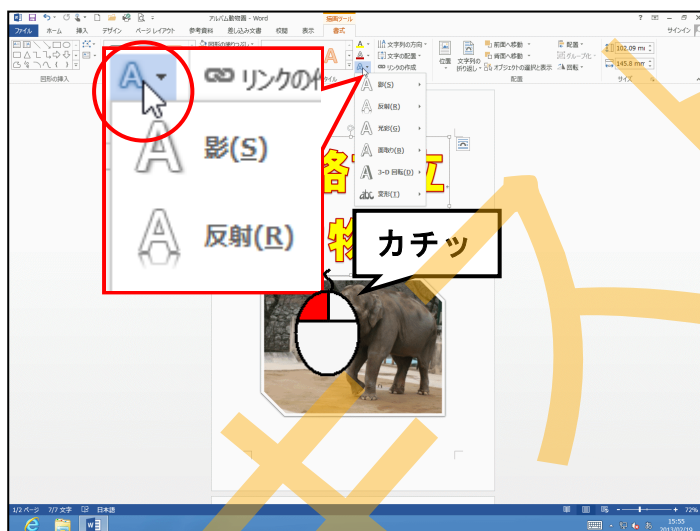 アルバム動物園 - Word
描画ツール
ファイル ホーム 挿入 デザイン ページ レイアウト 参考資料 差し込み文書 校閲 表示 書式
サインイン
文字列の方向
文字の配置
リンクの作成
位置
文字列の
折り返し
前面へ移動
背面へ移動
オブジェクトの選択と表示
配置
グループ化
回転
102.09 mm
145.8 mm
図形の挿入
配置
サイズ
リンクの作
影(S)
反射(R)
影(S)
反射(R)
光彩(G)
面取り(B)
3-D 回転(D)
abc 変形(T)
立
物
カチッ
1/2 ページ 7/7 文字 日本語
72%
15:55
2013/02/19